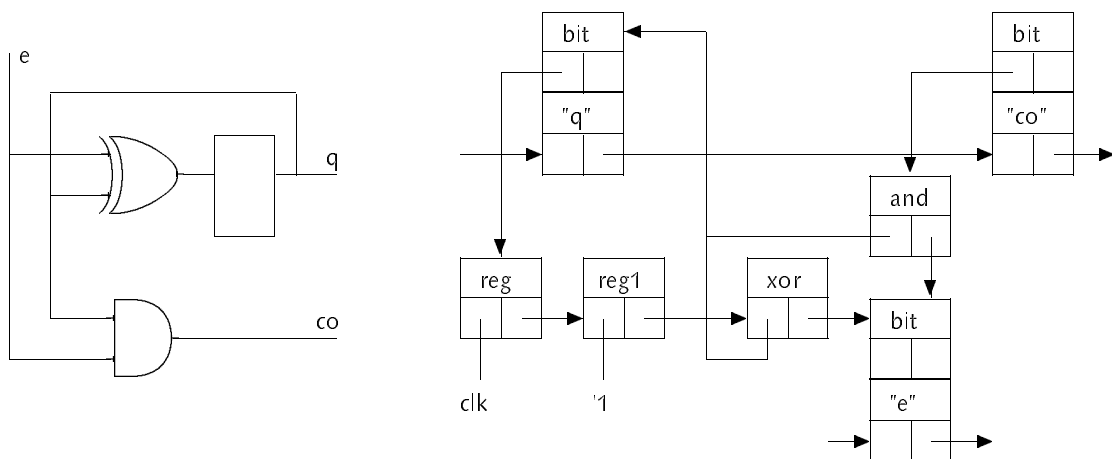 e
q
co
bit
"q"
bit
"co"
and
reg
reg1
xor
bit
"e"
clk
'1